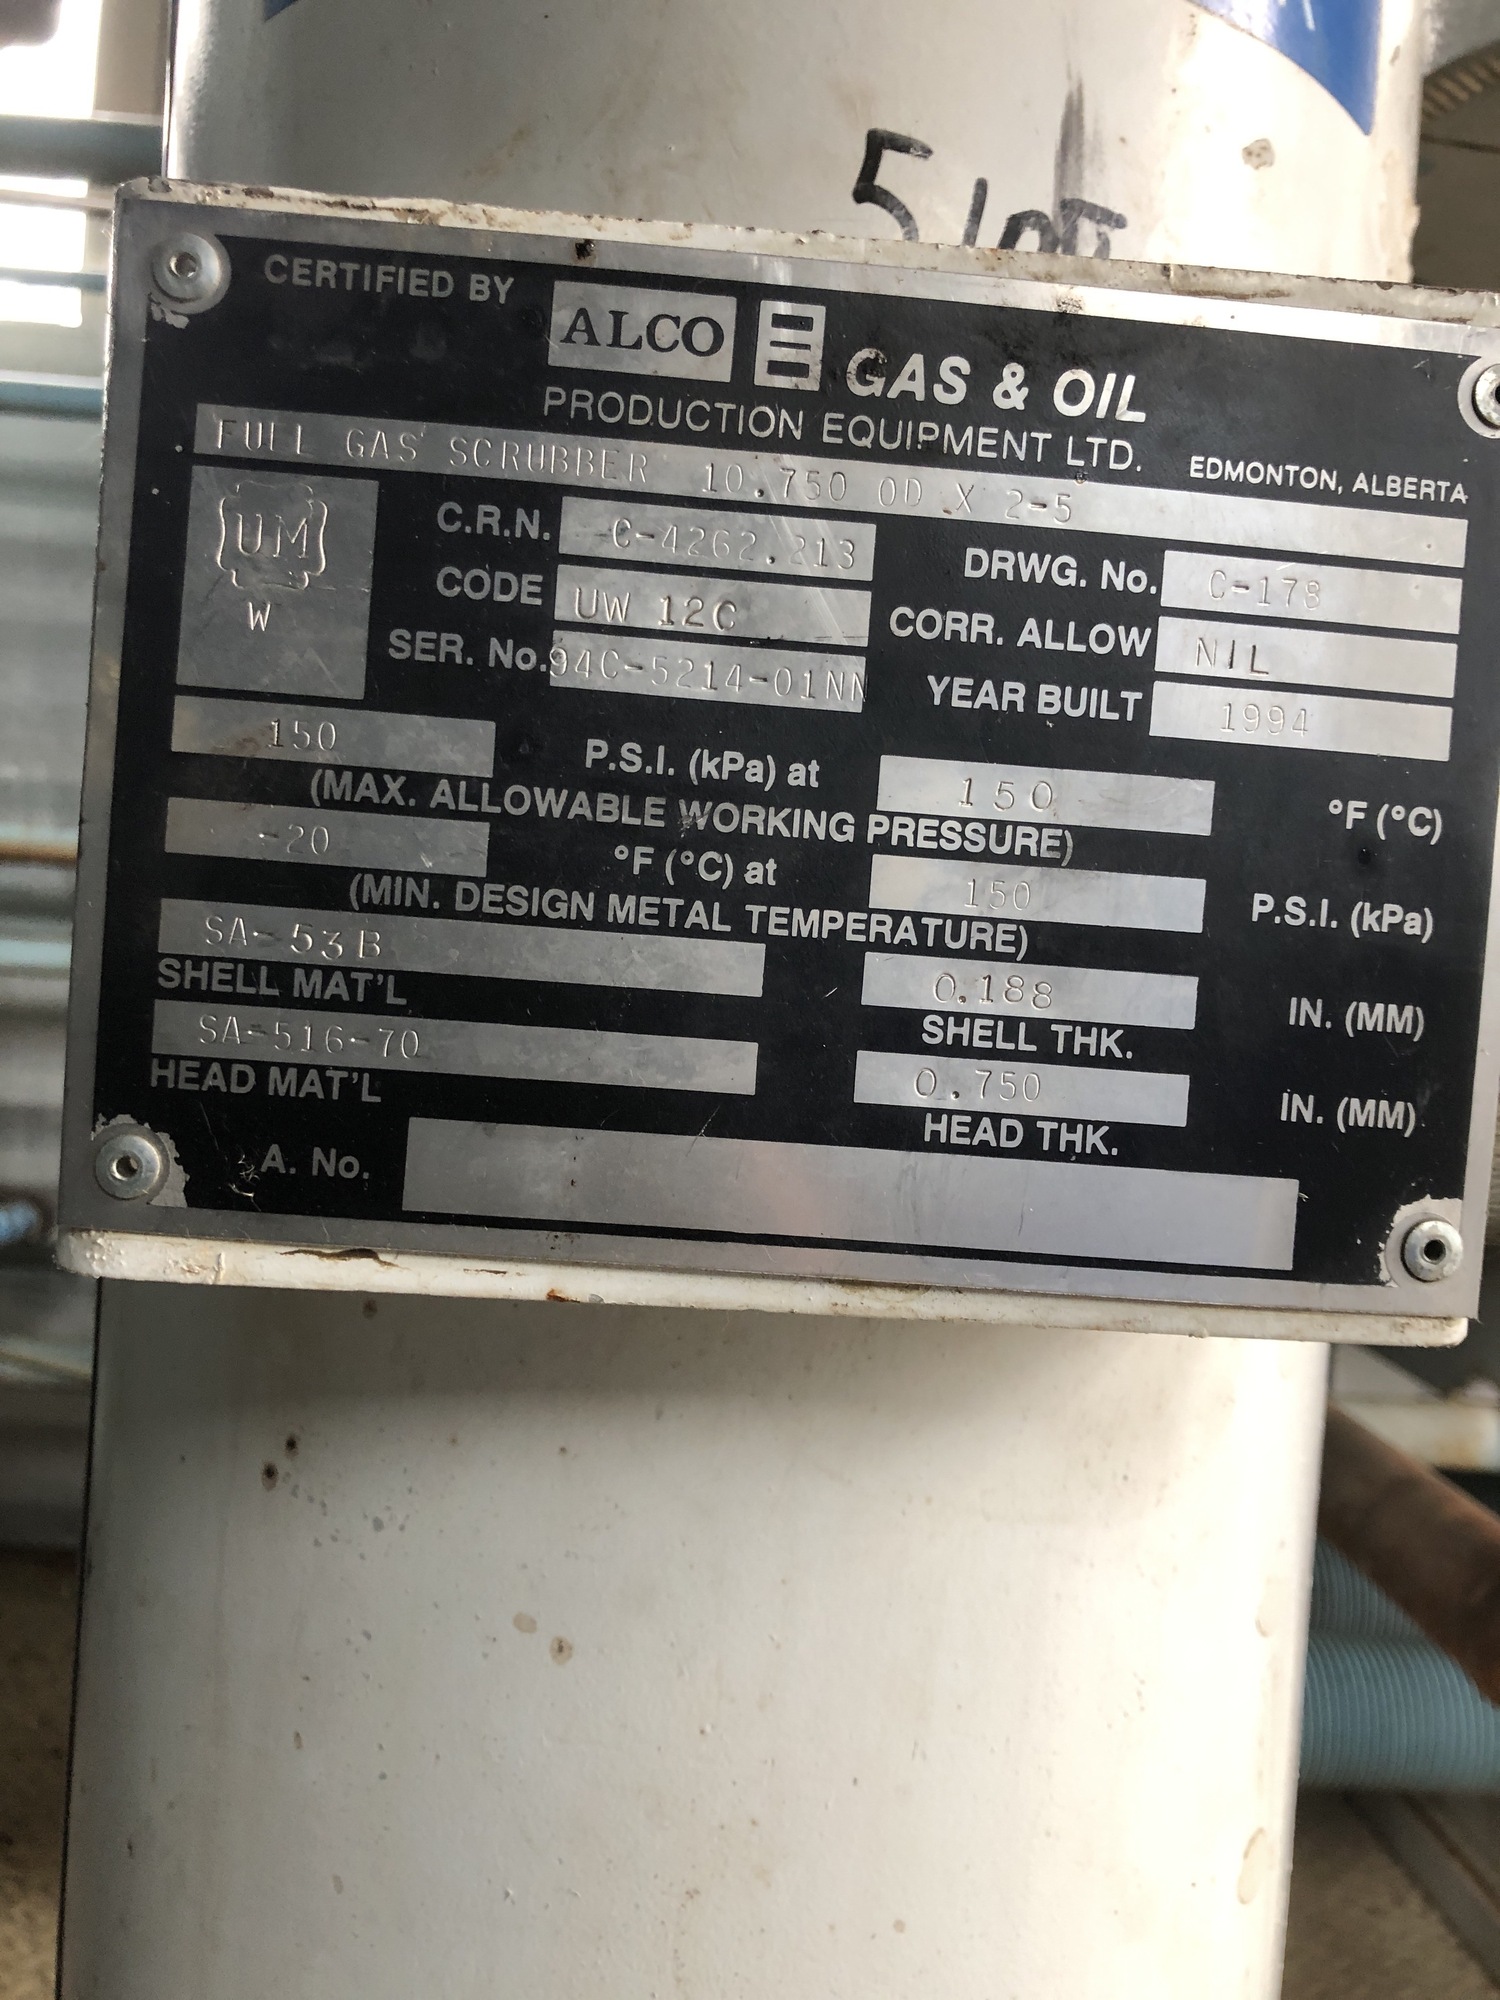 CERTIFIED BY ALCO GAS & OIL
PRODUCTION EQUIPMENT LTD. EDMONTON, ALBERTA
FUEL GAS SCRUBBER 10.750 OD X 2-5
UM
W
C.R.N. C-4262.213 DRWG. No. C-178
CODE UW 12C CORR. ALLOW NIL
SER. No. 94C-5214-01NN YEAR BUILT 1994
150 P.S.I. (kPa) at 150 °F (°C)
(MAX. ALLOWABLE WORKING PRESSURE)
-20 °F (°C) at 150 P.S.I. (kPa)
(MIN. DESIGN METAL TEMPERATURE)
SA-53B 0.188 IN. (MM)
SHELL MAT'L SHELL THK.
SA-516-70 0.750 IN. (MM)
HEAD MAT'L HEAD THK.
A. No.